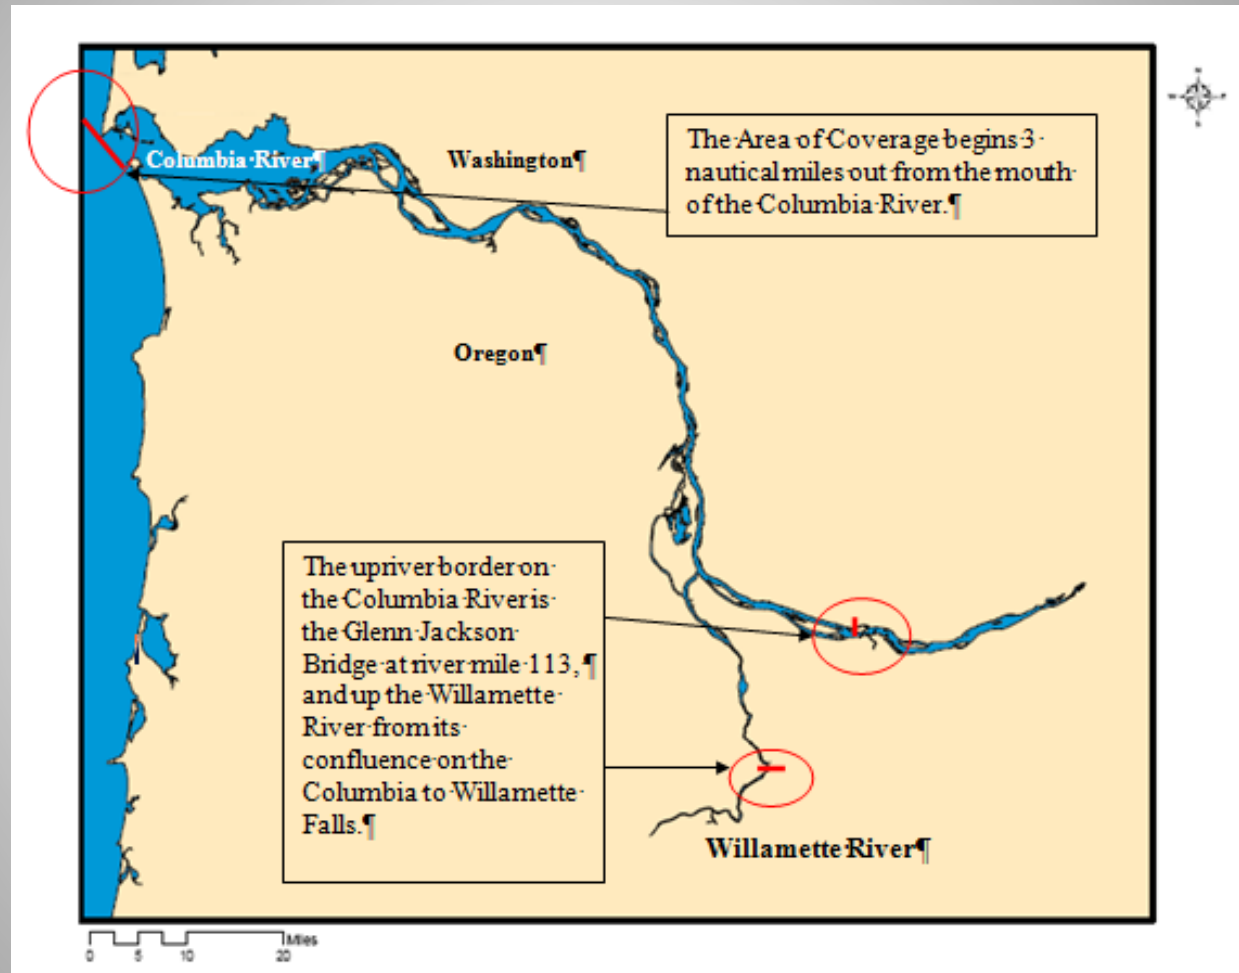 Columbia·River¶
Washington¶
The·Area·of·Coverage·begins·3·
nautical·miles·out·from·the·mouth·
of·the·Columbia·River.¶
Oregon¶
The·upriver·border·on·
the·Columbia·River·is·
the·Glenn·Jackson·
Bridge·at·river·mile·113,·¶
and·up·the·Willamette·
River·from·its·
confluence·on·the·
Columbia·to·Willamette·
Falls.¶
Willamette·River¶
N
W E
S
Miles
0 5 10 20